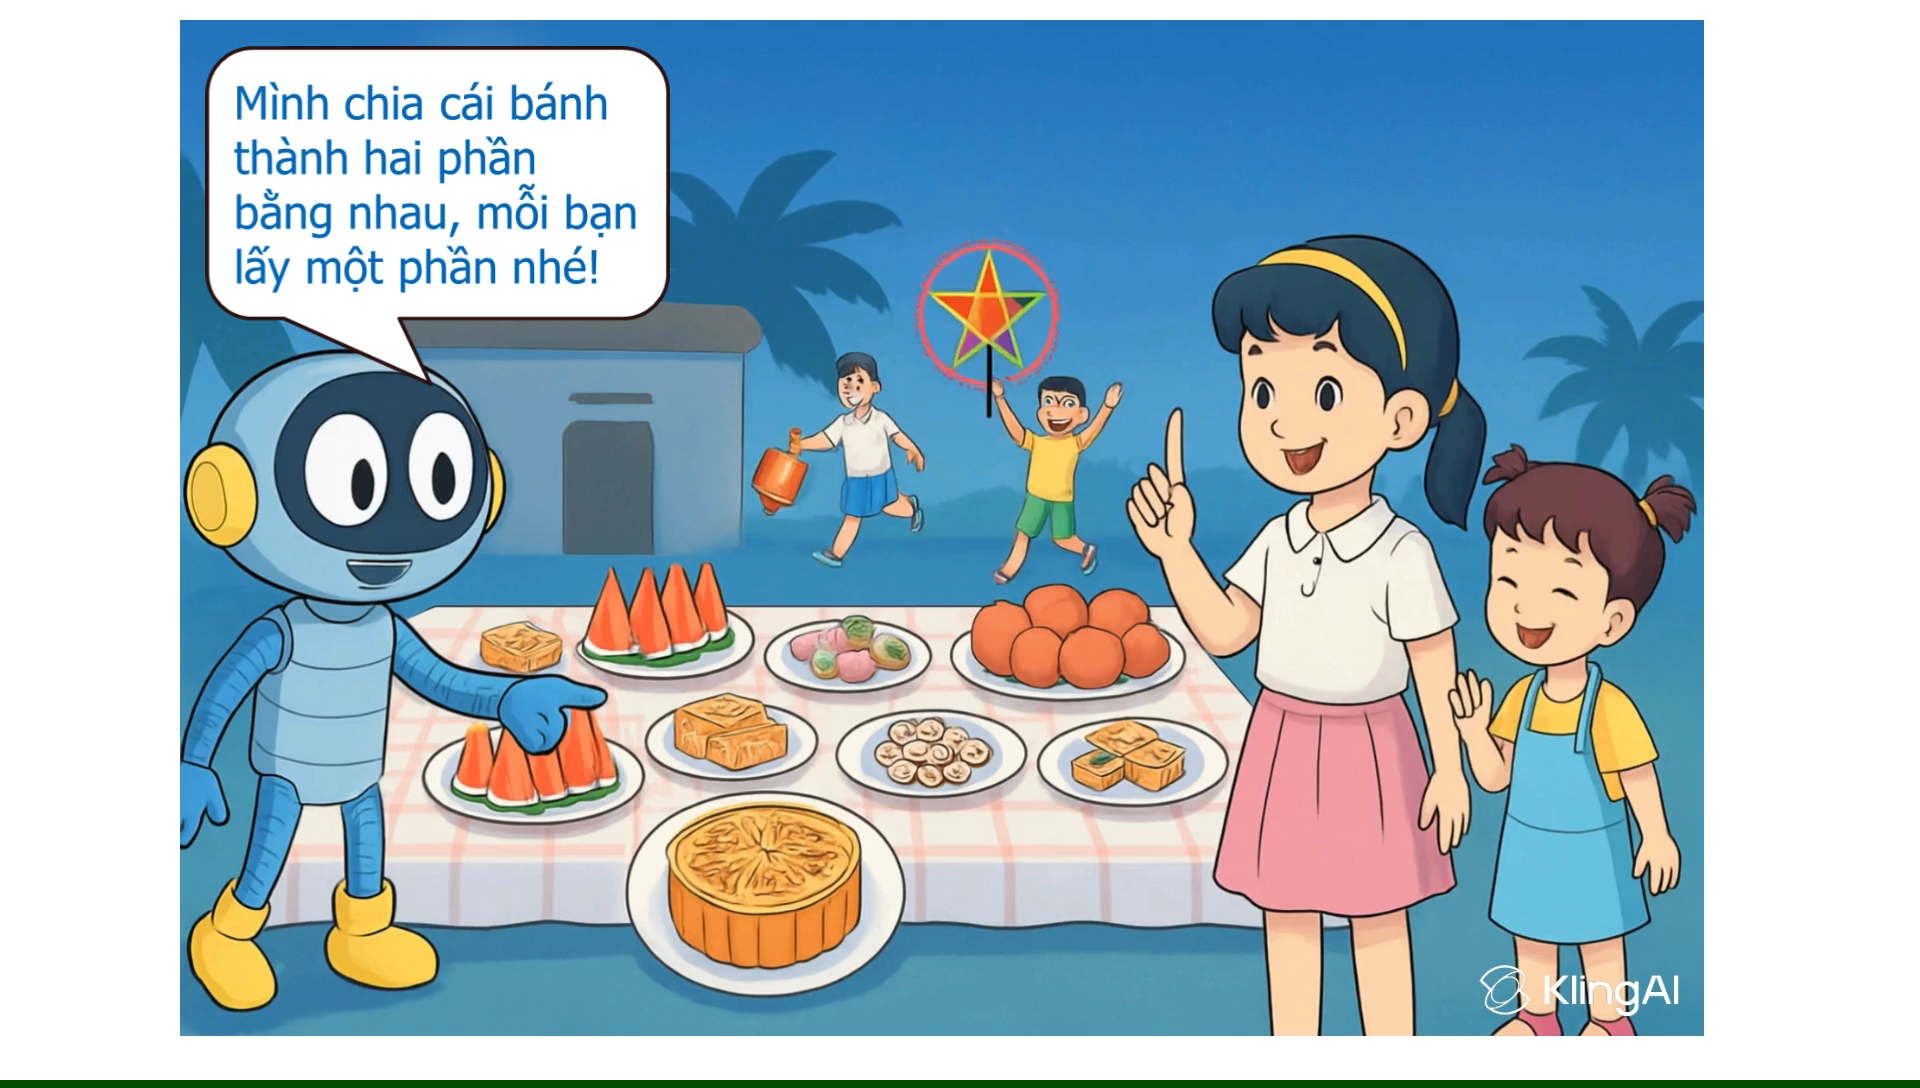 Mình chia cái bánh
thành hai phần
bằng nhau, mỗi bạn
lấy một phần nhé!
KlingAI